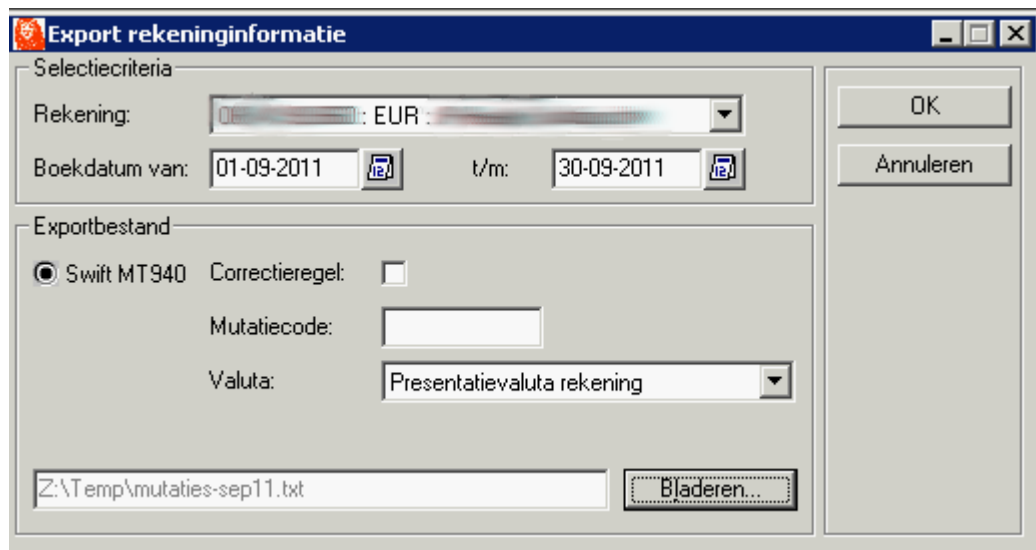 Export rekeninginformatie
Selectiecriteria
Rekening: : EUR :
OK
Boekdatum van: 01-09-2011 t/m: 30-09-2011
Annuleren
Exportbestand
Swift MT940 Correctieregel:
Mutatiecode:
Valuta: Presentatievaluta rekening
Z:\Temp\mutaties-sep11.txt Bladeren...